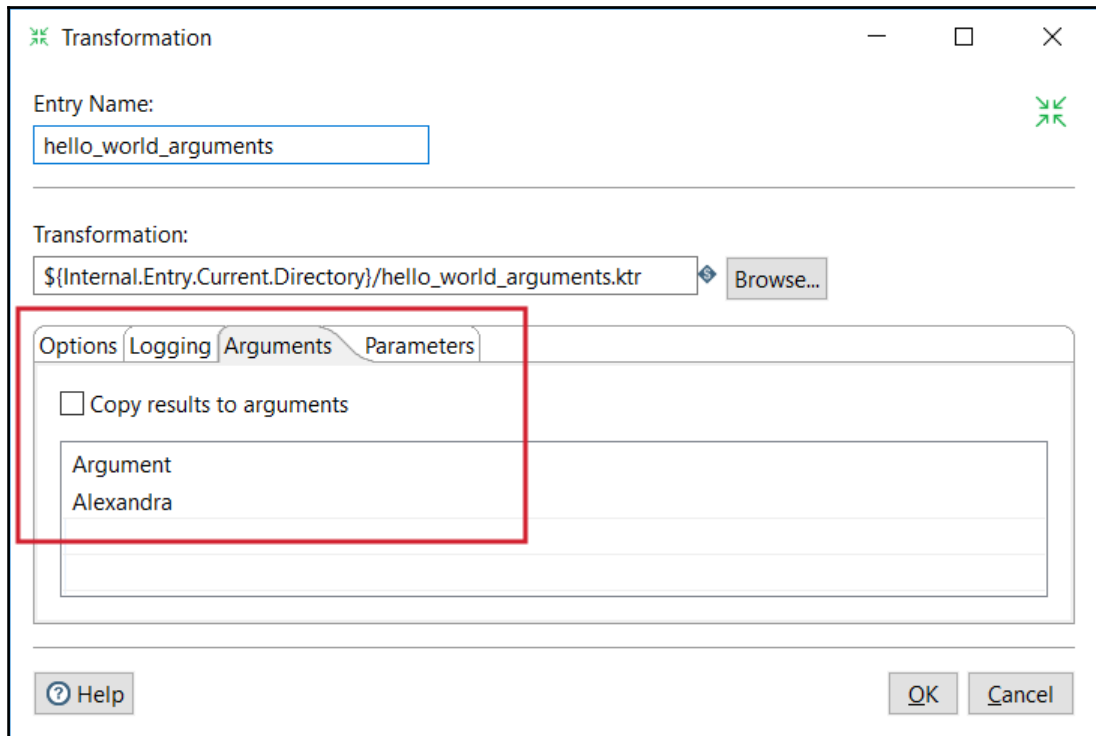 Transformation
Entry Name:
hello_world_arguments
Transformation:
${Internal.Entry.Current.Directory}/hello_world_arguments.ktr
Browse...
Options Logging Arguments Parameters
Copy results to arguments
Argument
Alexandra
Help OK Cancel